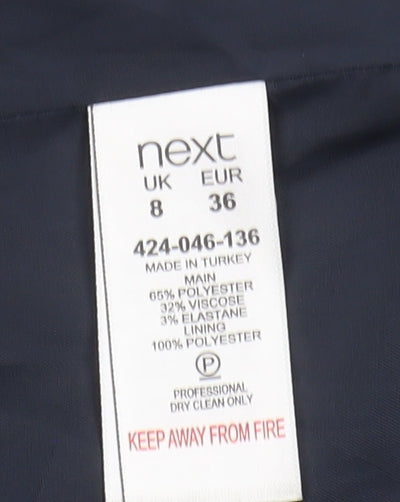 next
UK EUR
8 36
424-046-136
MADE IN TURKEY
MAIN
65% POLYESTER
32% VISCOSE
3% ELASTANE
LINING
100% POLYESTER
P
PROFESSIONAL
DRY CLEAN ONLY
KEEP AWAY FROM FIRE